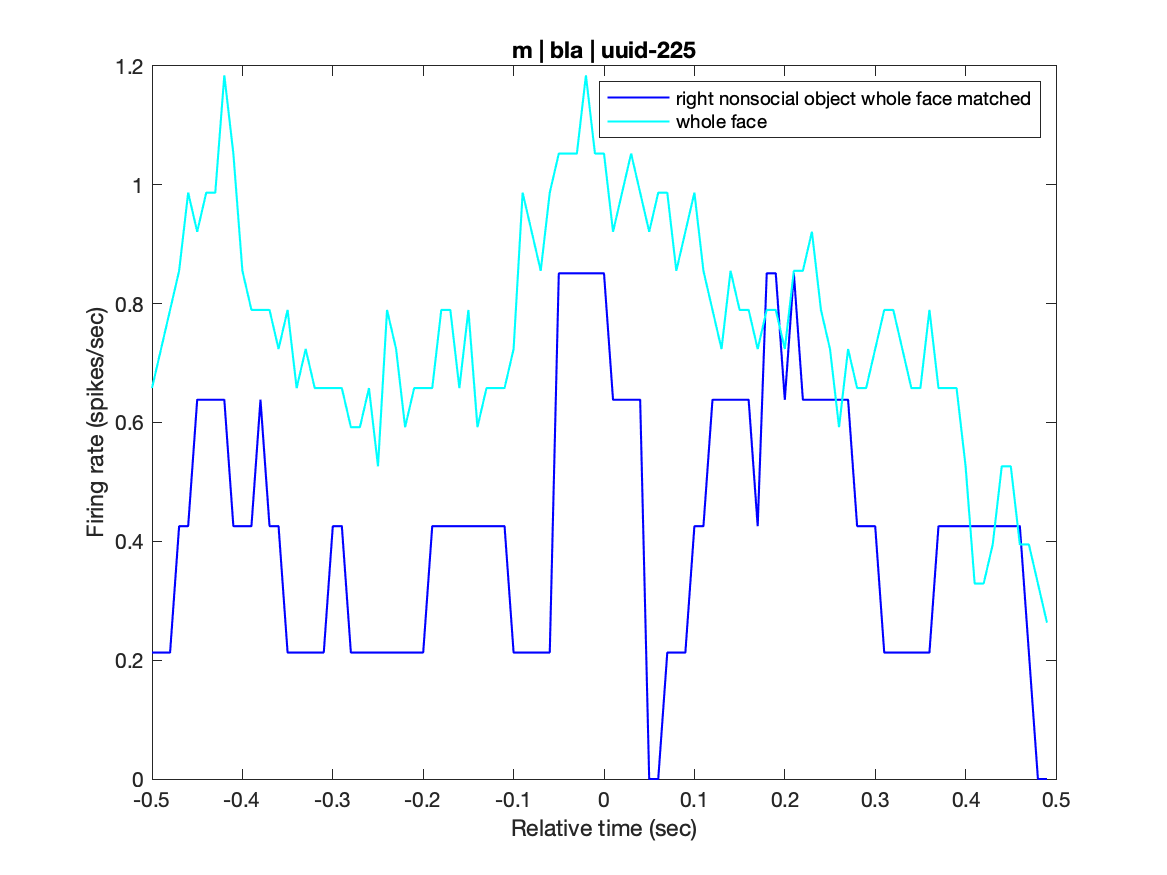 m | bla | uuid-225
right nonsocial object whole face matched
whole face
Firing rate (spikes/sec)
1.2
1
0.8
0.6
0.4
0.2
0
-0.5 -0.4 -0.3 -0.2 -0.1 0 0.1 0.2 0.3 0.4 0.5
Relative time (sec)